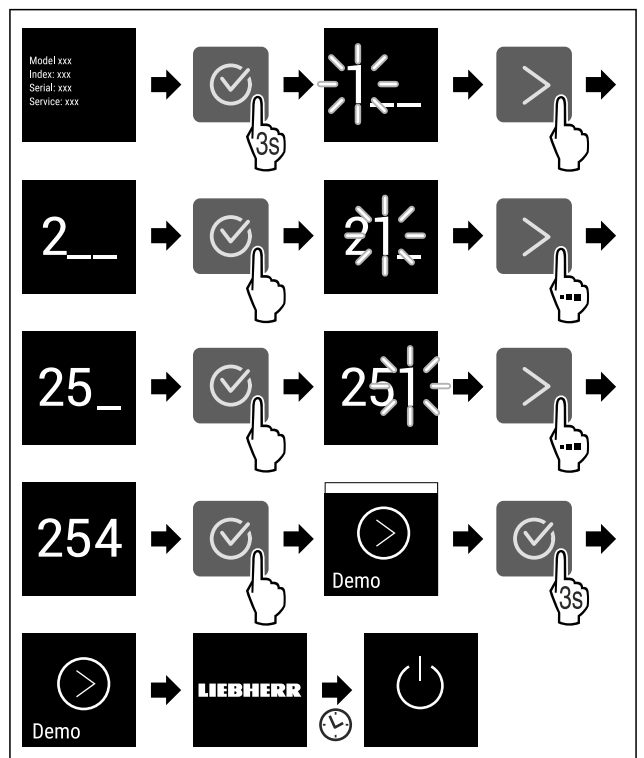 Model xxx
Index: xxx
Serial: xxx
Service: xxx
3s
1__
2__
21_
25_
251
254
Demo
3s
Demo
LIEBHERR